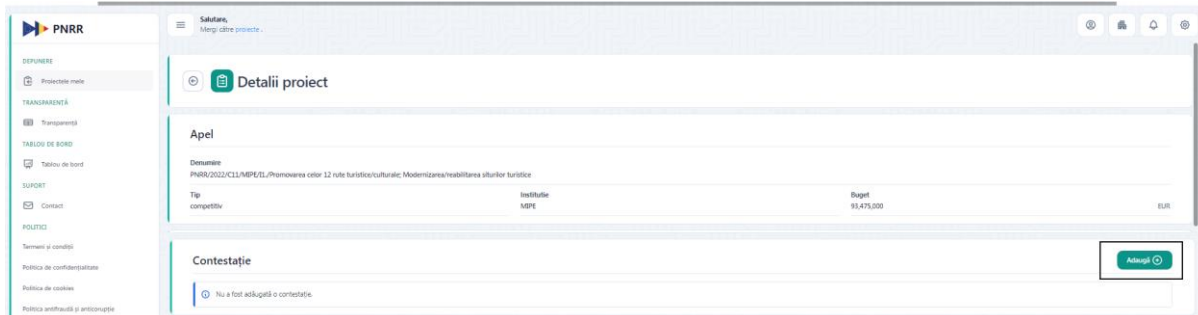 PNRR
Salutare,
Mergi către proiecte .
DEPUNERE
Proiectele mele
TRANSPARENȚĂ
Transparență
TABLOU DE BORD
Tablou de bord
SUPORT
Contact
POLITICI
Termeni și condiții
Politica de confidențialitate
Politica de cookies
Politica antifraudă și anticorupție
Detalii proiect
Apel
Denumire
PNRR/2022/C11/MIPE/I1./Promovarea celor 12 rute turistice/culturale; Modernizarea/reabilitarea siturilor turistice
Tip Institutie Buget
competitiv MIPE 93,475,000 EUR
Contestație Adaugă
Nu a fost adăugată o contestație.